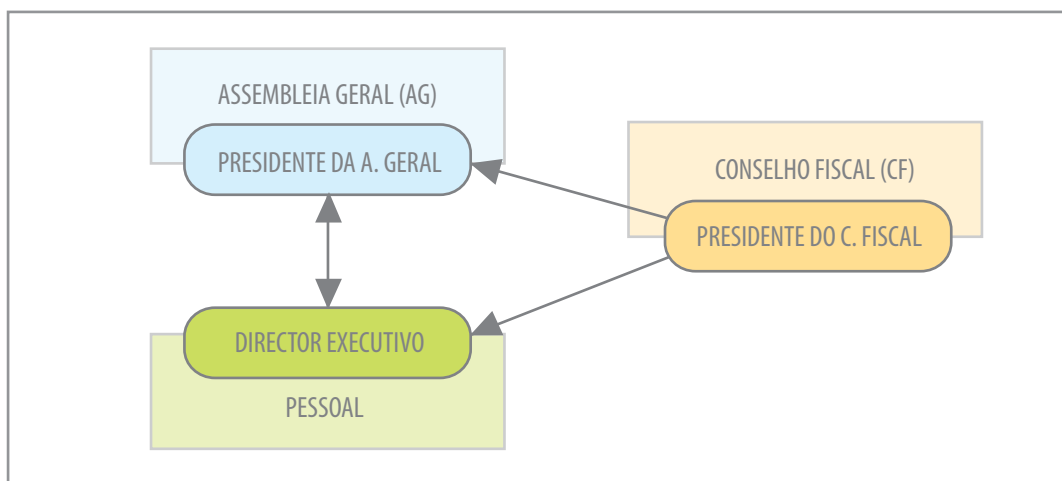 ASSEMBLEIA GERAL (AG)
PRESIDENTE DA A. GERAL
CONSELHO FISCAL (CF)
PRESIDENTE DO C. FISCAL
DIRECTOR EXECUTIVO
PESSOAL